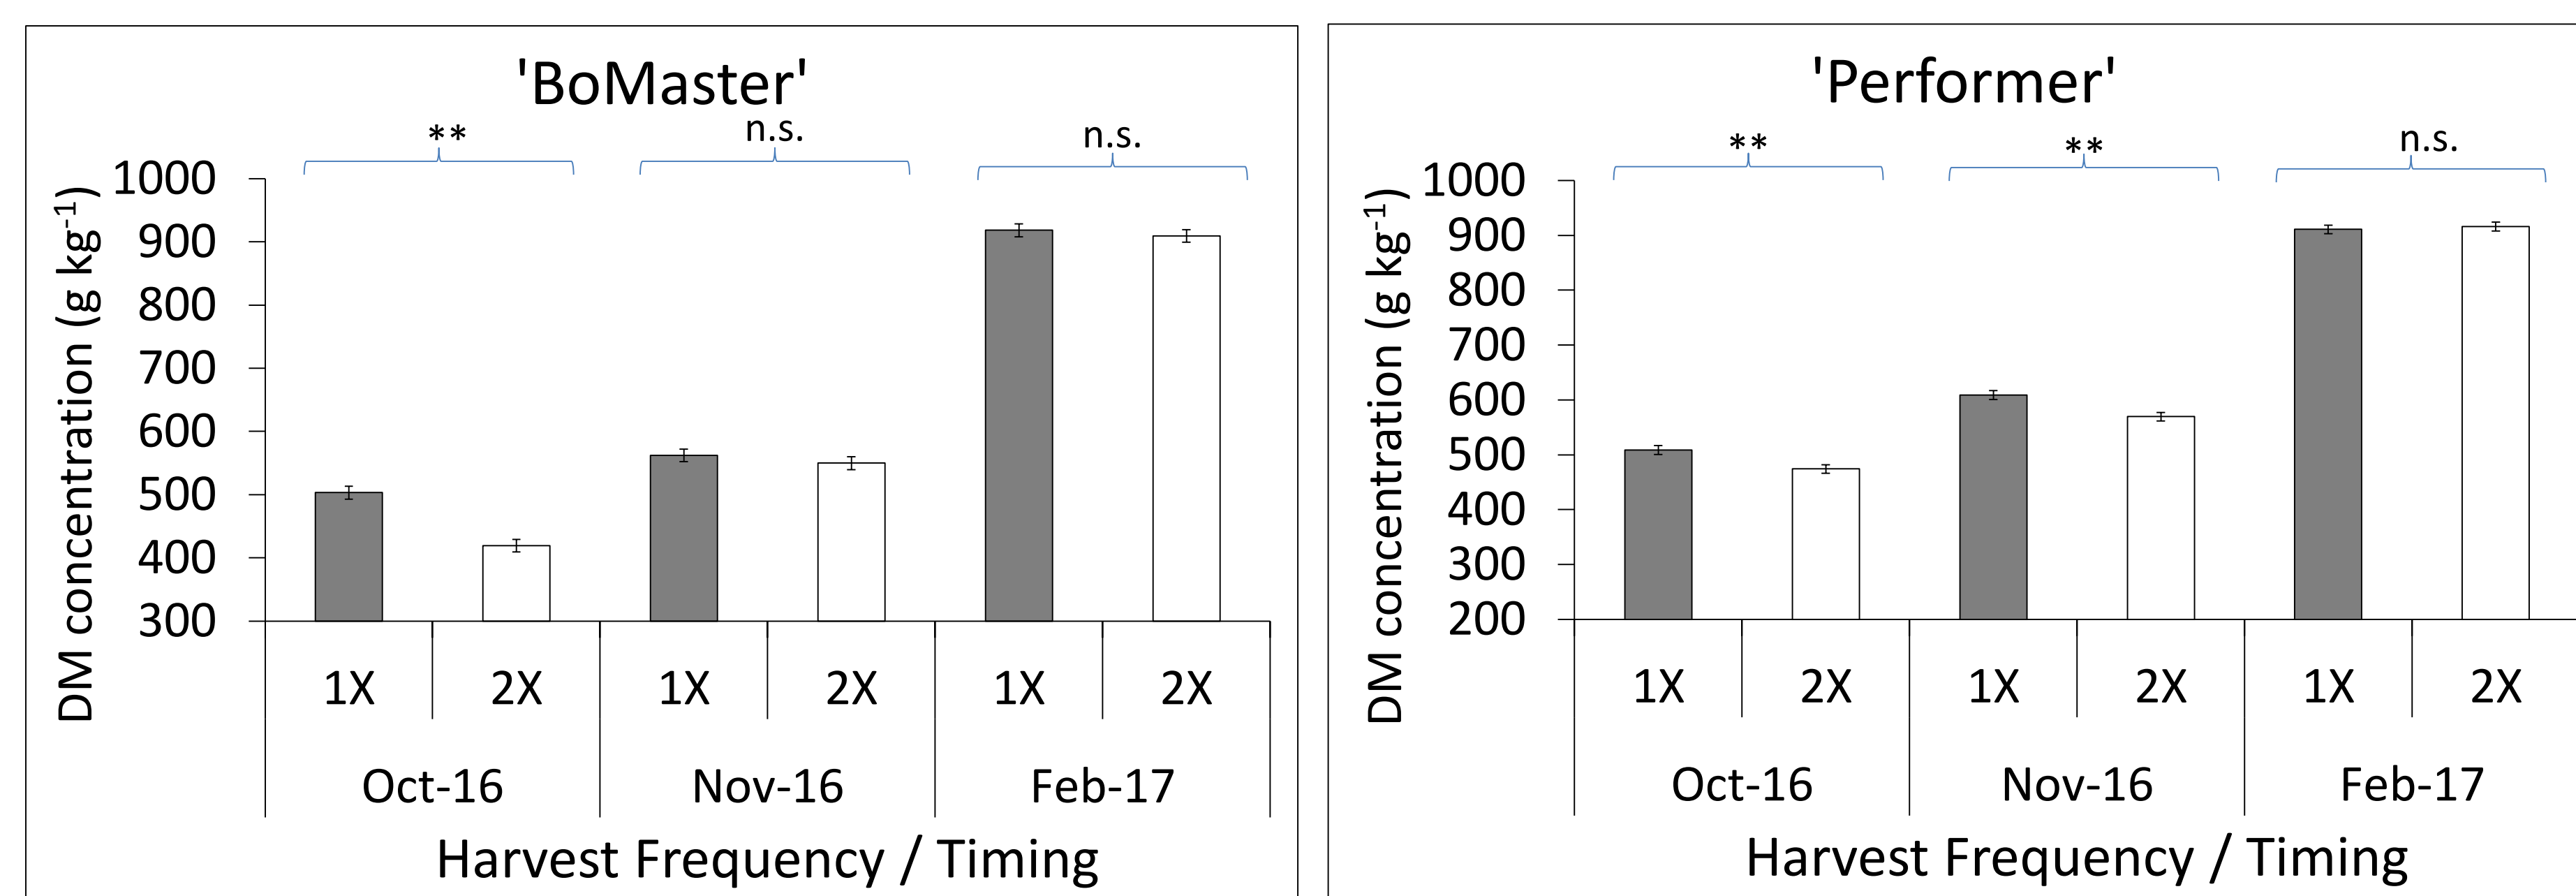 'BoMaster'
** n.s. n.s.
DM concentration (g kg-1)
1000
900
800
700
600
500
400
300
1X 2X 1X 2X 1X 2X
Oct-16 Nov-16 Feb-17
Harvest Frequency / Timing
'Performer'
** ** n.s.
DM concentration (g kg-1)
1000
900
800
700
600
500
400
300
200
1X 2X 1X 2X 1X 2X
Oct-16 Nov-16 Feb-17
Harvest Frequency / Timing